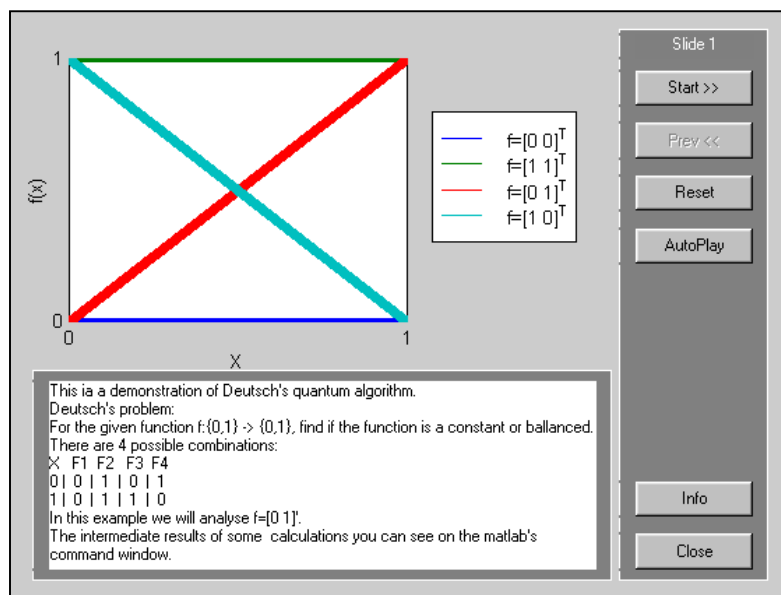 1
0
0
1
f(x)
X
f=[0 0]T
f=[1 1]T
f=[0 1]T
f=[1 0]T
Slide 1
Start >>
Prev <<
Reset
AutoPlay
Info
Close
This ia a demonstration of Deutsch's quantum algorithm.
Deutsch's problem:
For the given function f:{0,1} -> {0,1}, find if the function is a constant or ballanced.
There are 4 possible combinations:
X F1 F2 F3 F4
0| 0 | 1 | 0 | 1
1| 0 | 1 | 1 | 0
In this example we will analyse f=[0 1]'.
The intermediate results of some calculations you can see on the matlab's
command window.